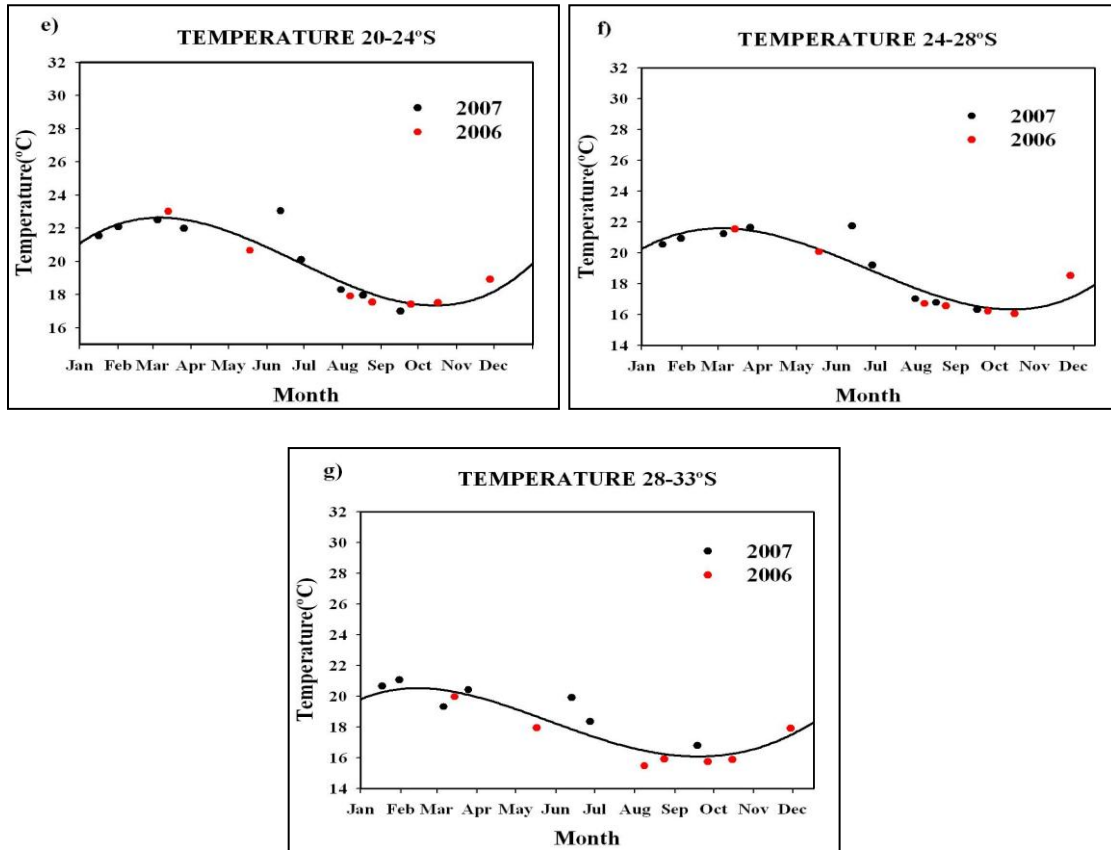 e)
TEMPERATURE 20-24ºS
32
30
28
26
24
22
20
18
16
Temperature(ºC)
2007
2006
Jan Feb Mar Apr May Jun Jul Aug Sep Oct Nov Dec
Month
f)
TEMPERATURE 24-28ºS
32
30
28
26
24
22
20
18
16
14
Temperature(ºC)
2007
2006
Jan Feb Mar Apr May Jun Jul Aug Sep Oct Nov Dec
Month
g)
TEMPERATURE 28-33ºS
32
30
28
26
24
22
20
18
16
14
Temperature(ºC)
2007
2006
Jan Feb Mar Apr May Jun Jul Aug Sep Oct Nov Dec
Month